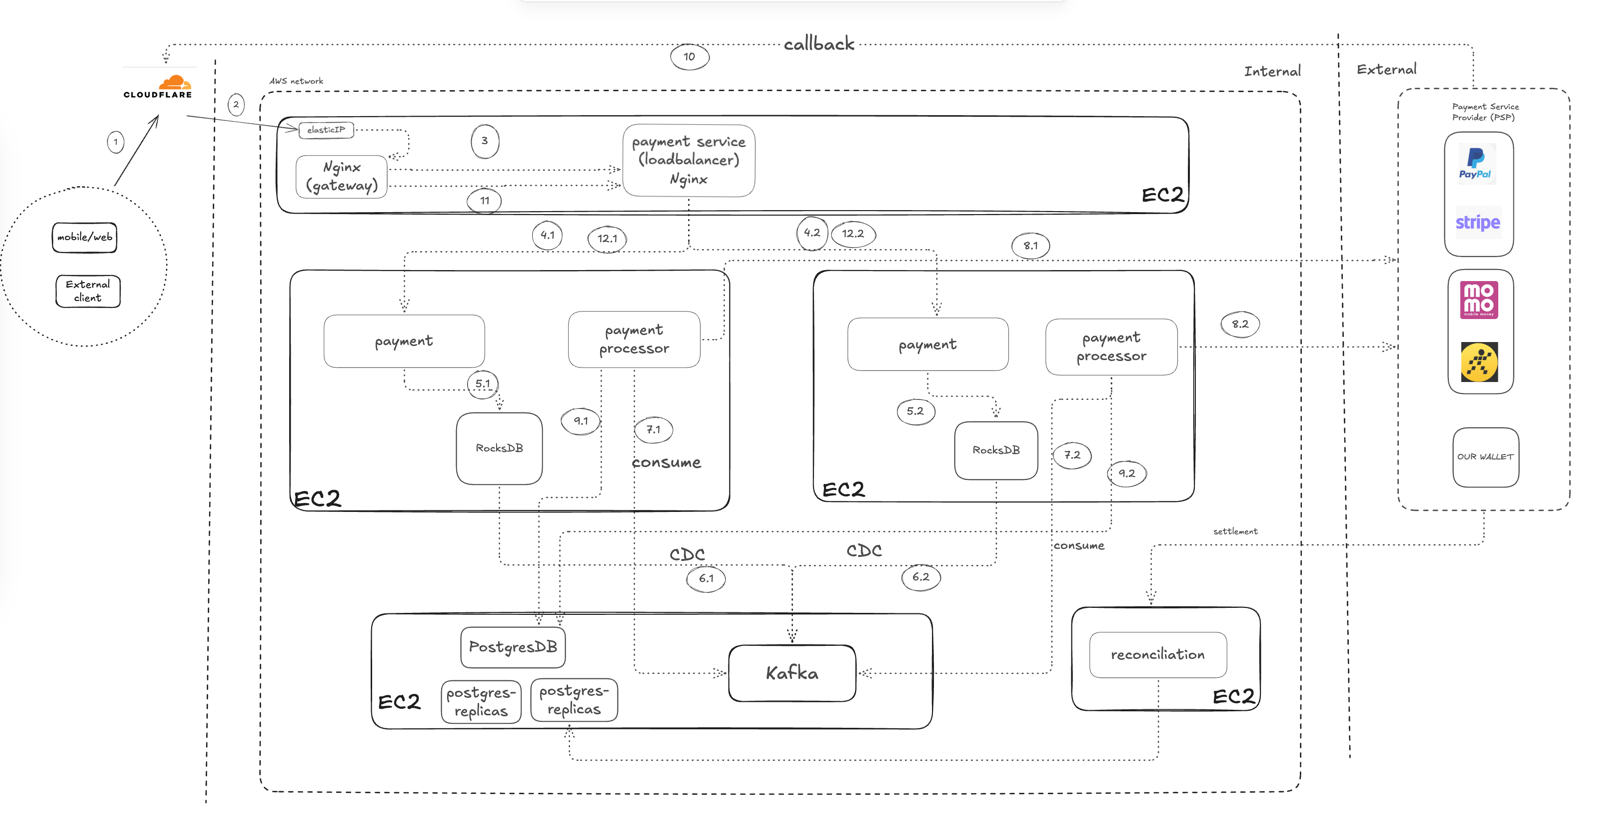 callback
10
Internal
External
AWS network
CLOUDFLARE
2
1
elasticIP
Nginx
(gateway)
3
11
payment service
(loadbalancer)
Nginx
EC2
Payment Service
Provider (PSP)
PayPal
stripe
mo
mo
mobile money
OUR WALLET
mobile/web
External
client
4.1
12.1
4.2
12.2
8.1
8.2
payment
payment
processor
5.1
9.1
7.1
consume
RocksDB
EC2
payment
payment
processor
5.2
7.2
9.2
RocksDB
EC2
CDC
6.1
CDC
6.2
consume
settlement
PostgresDB
postgres-
replicas
postgres-
replicas
EC2
Kafka
reconciliation
EC2